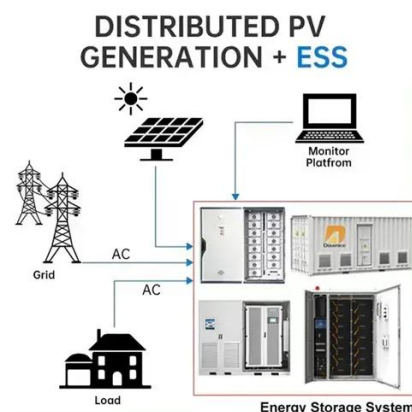 DISTRIBUTED PV
GENERATION + ESS
Monitor
Platfrom
AC
Grid
AC
Load
Energy Storage System